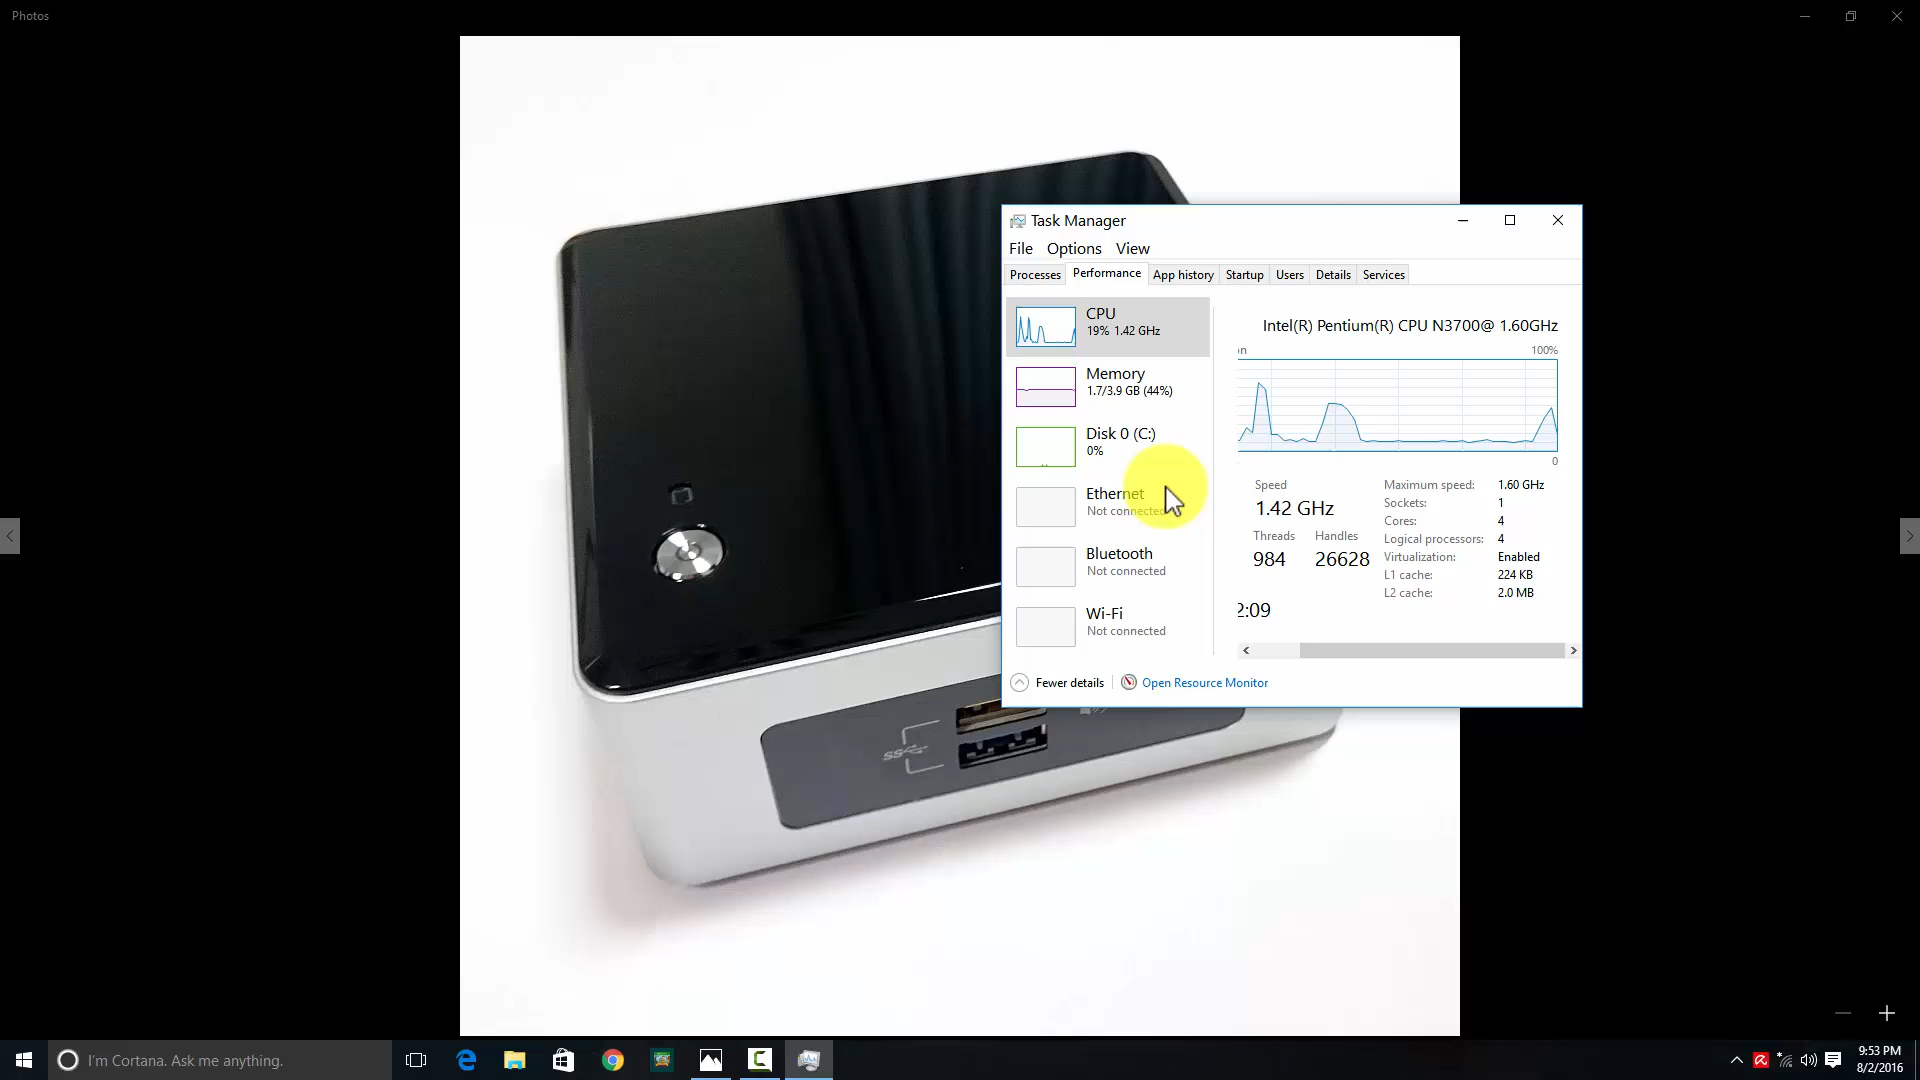 Photos
Task Manager
File Options View
Processes Performance App history Startup Users Details Services
CPU
19% 1.42 GHz
Memory
1.7/3.9 GB (44%)
Disk 0 (C:)
0%
Ethernet
Not connected
Bluetooth
Not connected
Wi-Fi
Not connected
Intel(R) Pentium(R) CPU N3700@ 1.60GHz
on 100%
0
Speed
1.42 GHz
Threads Handles
984 26628
2:09
Maximum speed: 1.60 GHz
Sockets: 1
Cores: 4
Logical processors: 4
Virtualization: Enabled
L1 cache: 224 KB
L2 cache: 2.0 MB
Fewer details
Open Resource Monitor
SS
I'm Cortana. Ask me anything.
9:53 PM
8/2/2016